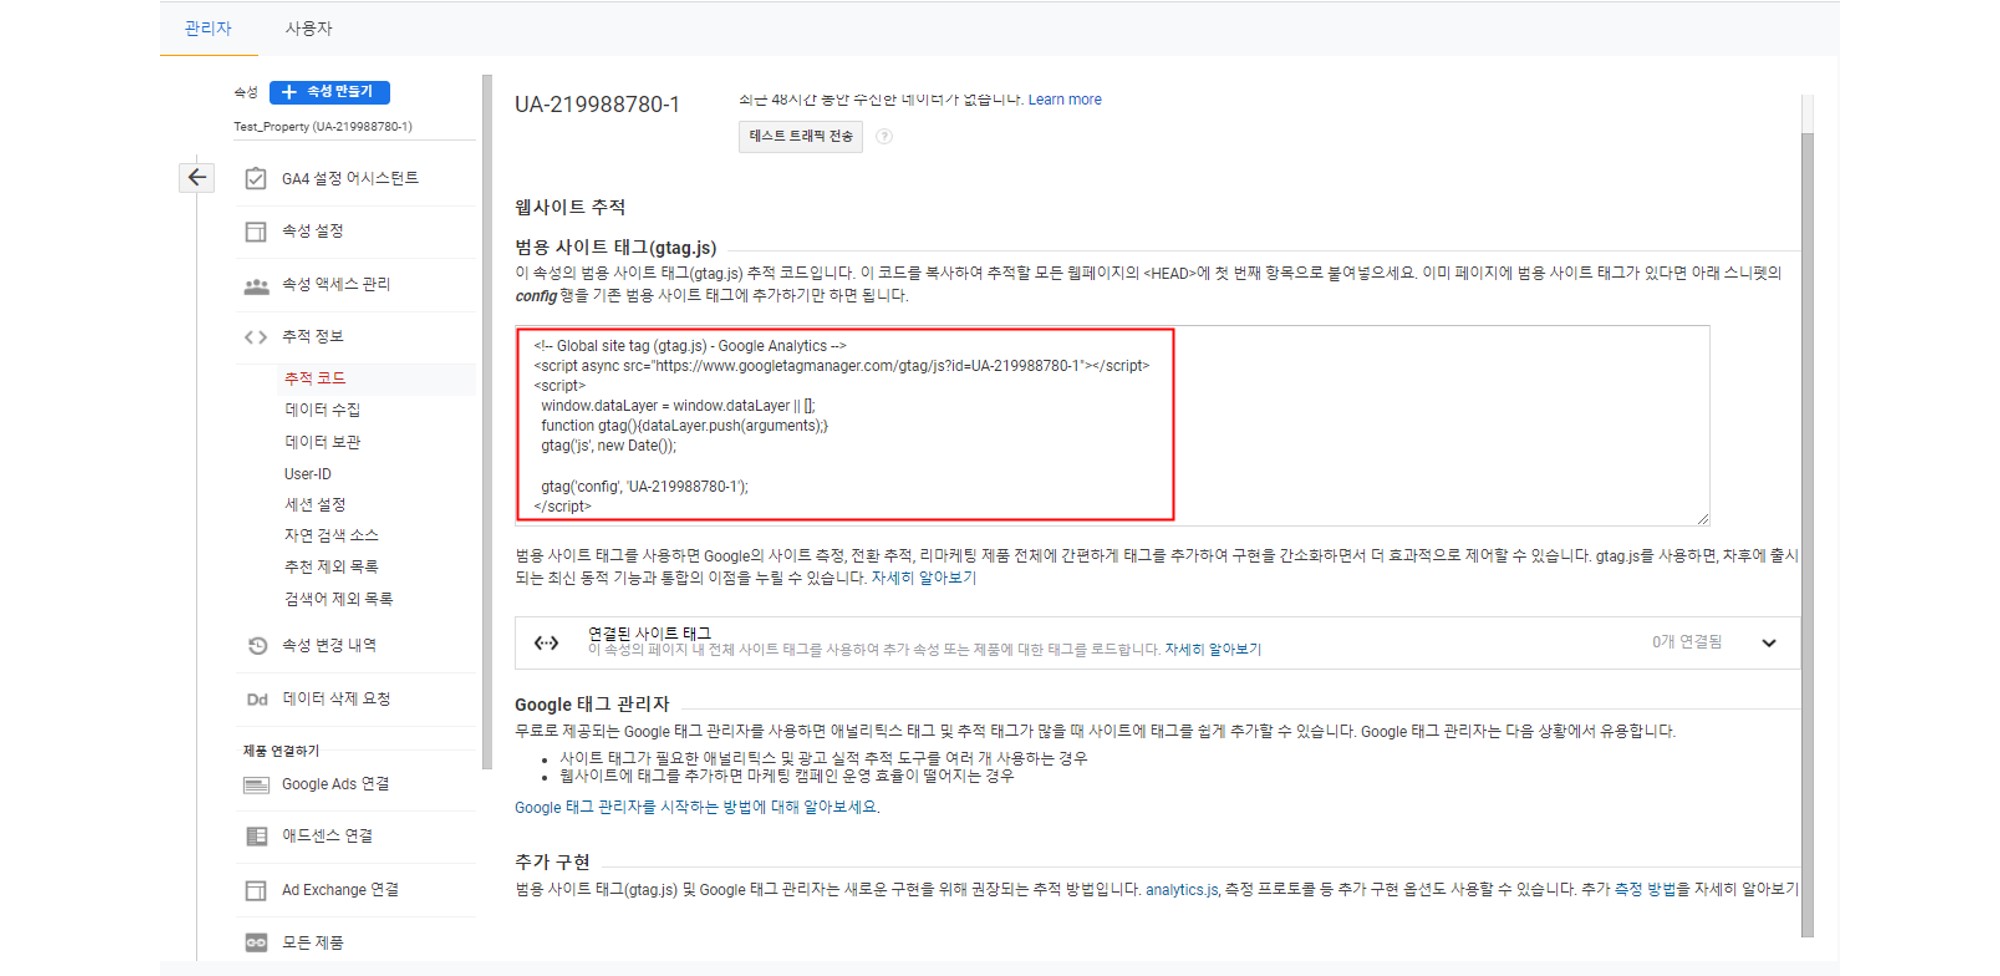 관리자
사용자
속성
속성 만들기
Test_Property (UA-219988780-1)
GA4 설정 어시스턴트
속성 설정
속성 액세스 관리
추적 정보
추적 코드
데이터 수집
데이터 보관
User-ID
세션 설정
자연 검색 소스
추천 제외 목록
검색어 제외 목록
속성 변경 내역
Dd 데이터 삭제 요청
제품 연결하기
Google Ads 연결
애드센스 연결
Ad Exchange 연결
모든 제품
UA-219988780-1
최근 48시간 동안 수신한 데이터가 없습니다. Learn more
테스트 트래픽 전송 ?
웹사이트 추적
범용 사이트 태그(gtag.js)
이 속성의 범용 사이트 태그(gtag.js) 추적 코드입니다. 이 코드를 복사하여 추적할 모든 웹페이지의 <HEAD>에 첫 번째 항목으로 붙여넣으세요. 이미 페이지에 범용 사이트 태그가 있다면 아래 스니펫의
config 행을 기존 범용 사이트 태그에 추가하기만 하면 됩니다.
<!-- Global site tag (gtag.js) - Google Analytics -->
<script async src="https://www.googletagmanager.com/gtag/js?id=UA-219988780-1"></script>
<script>
window.dataLayer = window.dataLayer || [];
function gtag(){dataLayer.push(arguments);}
gtag('js', new Date());
gtag('config', 'UA-219988780-1');
</script>
범용 사이트 태그를 사용하면 Google의 사이트 측정, 전환 추적, 리마케팅 제품 전체에 간편하게 태그를 추가하여 구현을 간소화하면서 더 효과적으로 제어할 수 있습니다. gtag.js를 사용하면, 차후에 출시
되는 최신 동적 기능과 통합의 이점을 누릴 수 있습니다. 자세히 알아보기
연결된 사이트 태그
이 속성의 페이지 내 전체 사이트 태그를 사용하여 추가 속성 또는 제품에 대한 태그를 로드합니다. 자세히 알아보기
0개 연결됨
Google 태그 관리자
무료로 제공되는 Google 태그 관리자를 사용하면 애널리틱스 태그 및 추적 태그가 많을 때 사이트에 태그를 쉽게 추가할 수 있습니다. Google 태그 관리자는 다음 상황에서 유용합니다.
• 사이트 태그가 필요한 애널리틱스 및 광고 실적 추적 도구를 여러 개 사용하는 경우
• 웹사이트에 태그를 추가하면 마케팅 캠페인 운영 효율이 떨어지는 경우
Google 태그 관리자를 시작하는 방법에 대해 알아보세요.
추가 구현
범용 사이트 태그(gtag.js) 및 Google 태그 관리자는 새로운 구현을 위해 권장되는 추적 방법입니다. analytics.js, 측정 프로토콜 등 추가 구현 옵션도 사용할 수 있습니다. 추가 측정 방법을 자세히 알아보기